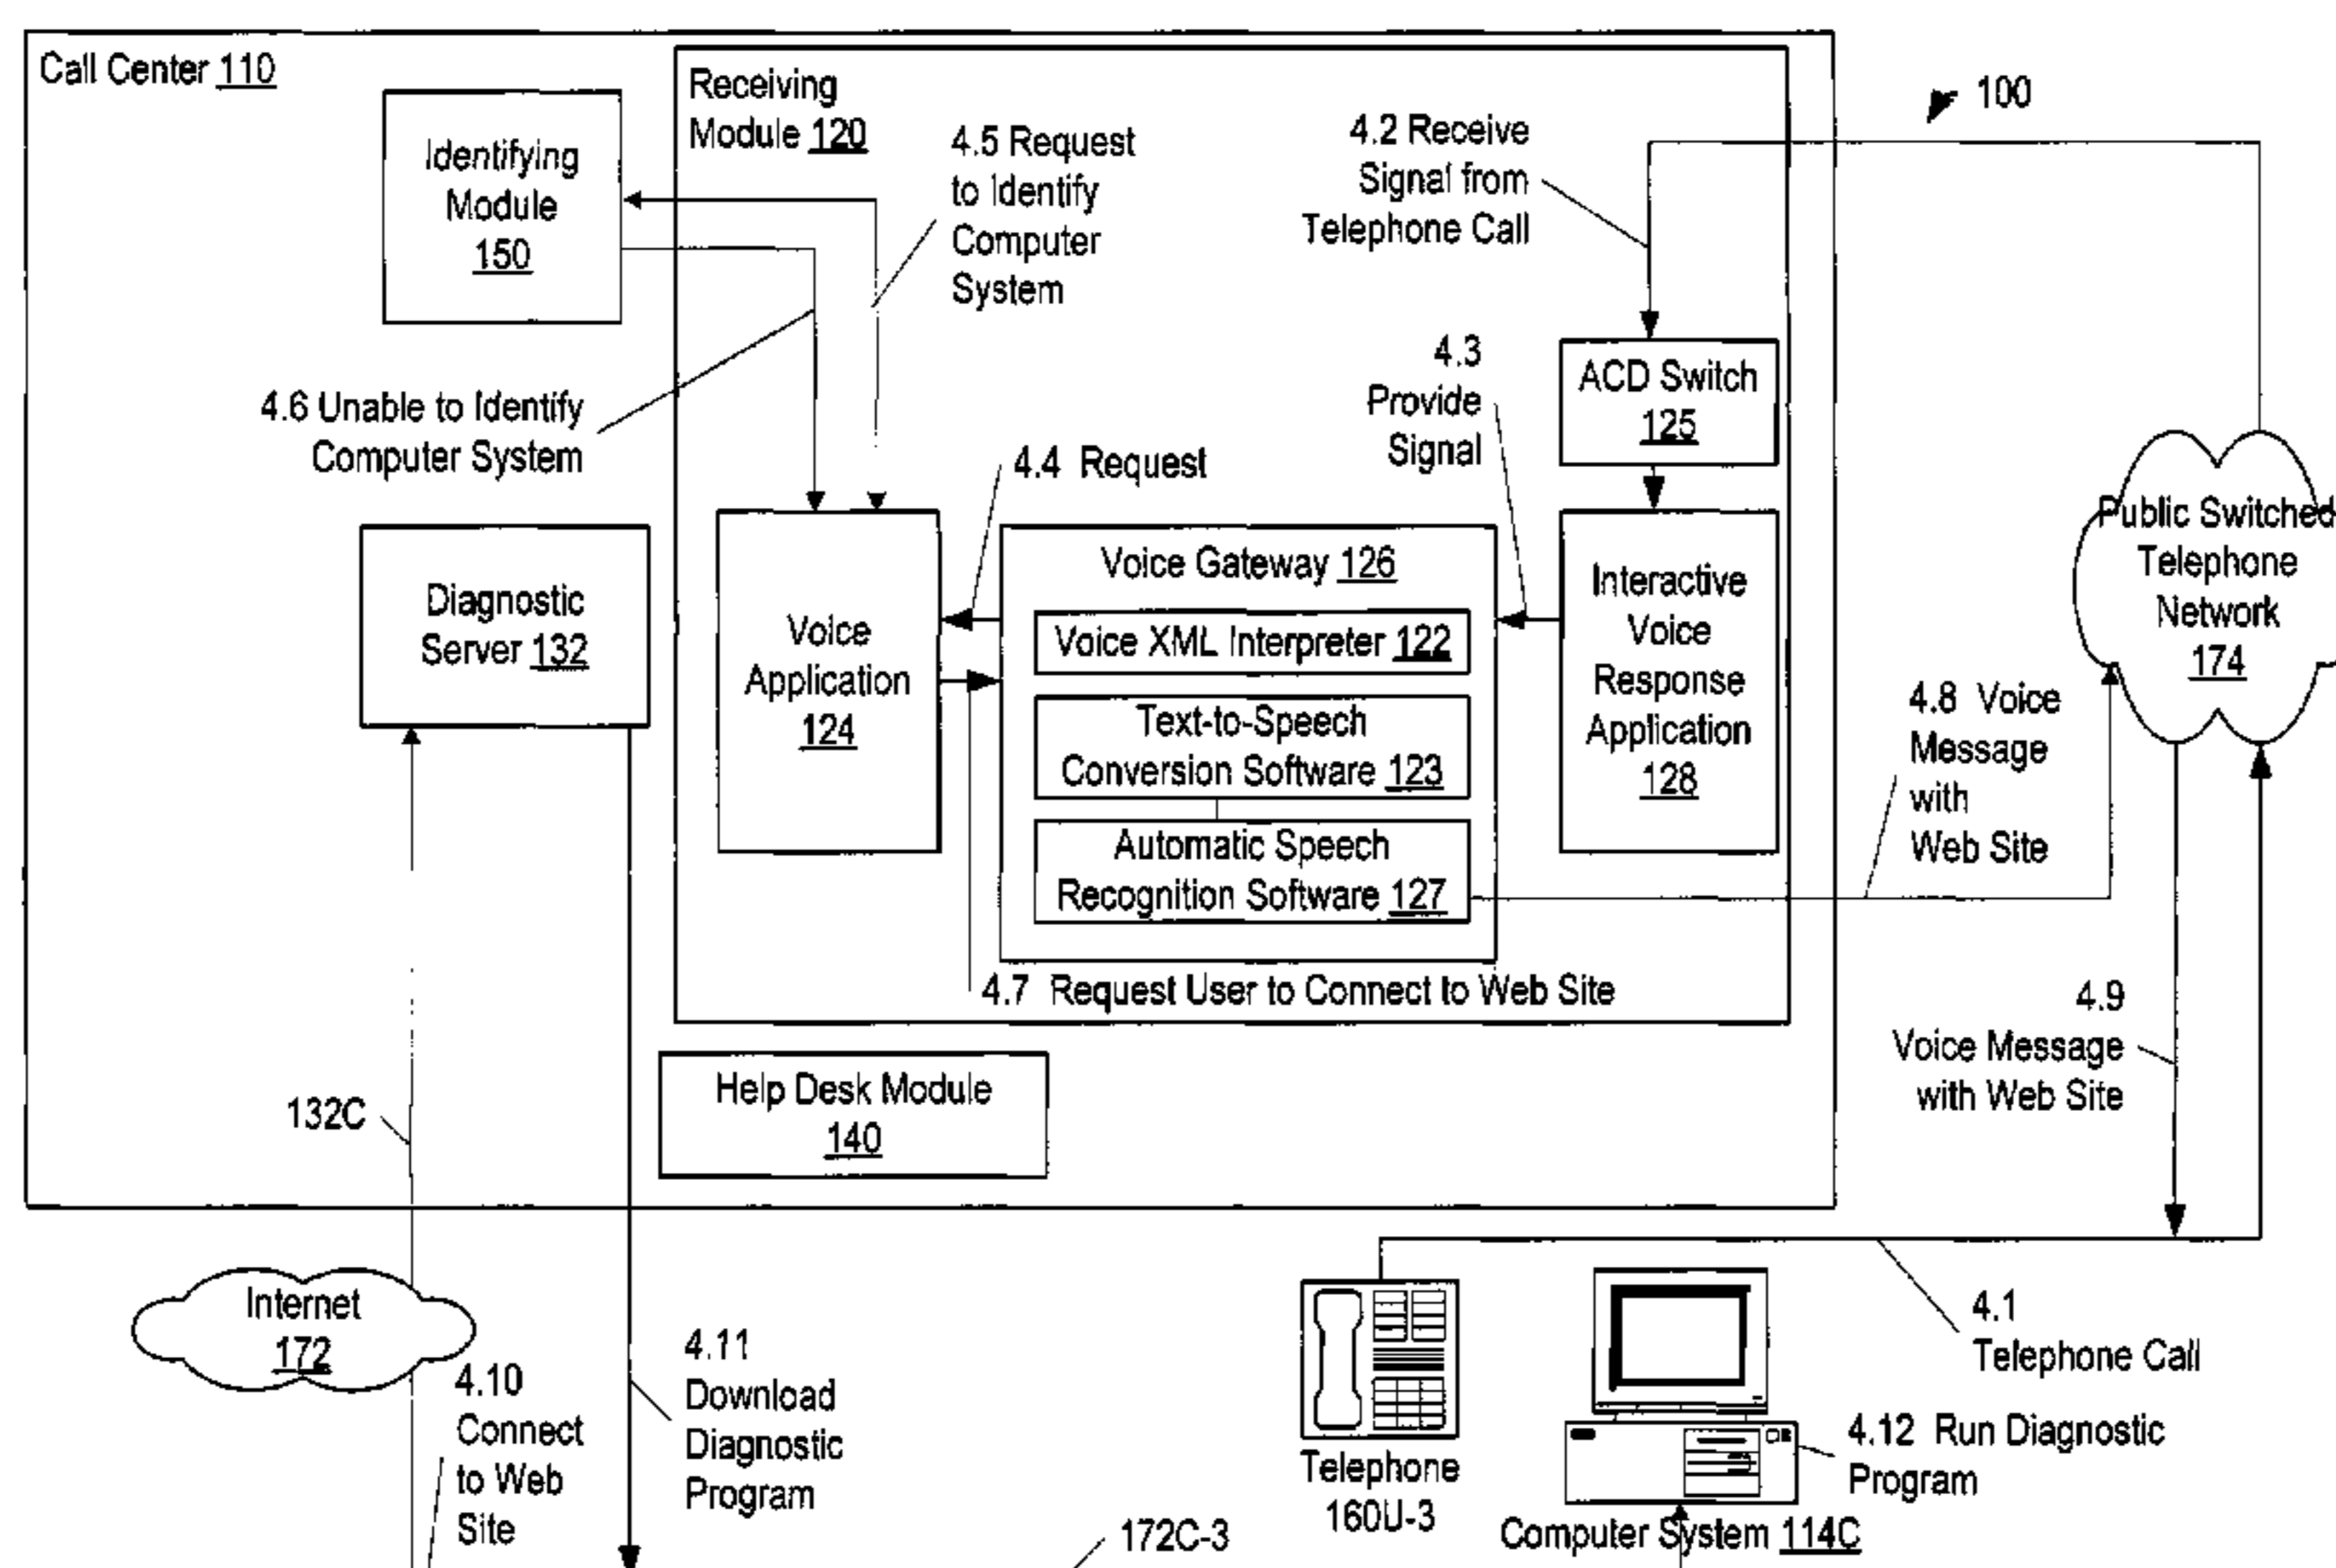 Call Center 110
Identifying
Module
150
Receiving
Module 120
4.5 Request
to Identify
Computer
System
4.2 Receive
Signal from
Telephone Call
100
4.6 Unable to Identify
Computer System
4.3
Provide
Signal
ACD Switch
125
4.4 Request
Public Switched
Telephone
Network
174
Diagnostic
Server 132
Voice
Application
124
Voice Gateway 126
Voice XML Interpreter 122
Text-to-Speech
Conversion Software 123
Automatic Speech
Recognition Software 127
Interactive
Voice
Response
Application
128
4.8 Voice
Message
with
Web Site
4.7 Request User to Connect to Web Site
4.9
Voice Message
with Web Site
132C
Help Desk Module
140
Internet
172
4.10
Connect
to Web
Site
4.11
Download
Diagnostic
Program
Telephone
160U-3
4.1
Telephone Call
4.12 Run Diagnostic
Program
Computer System 114C
172C-3